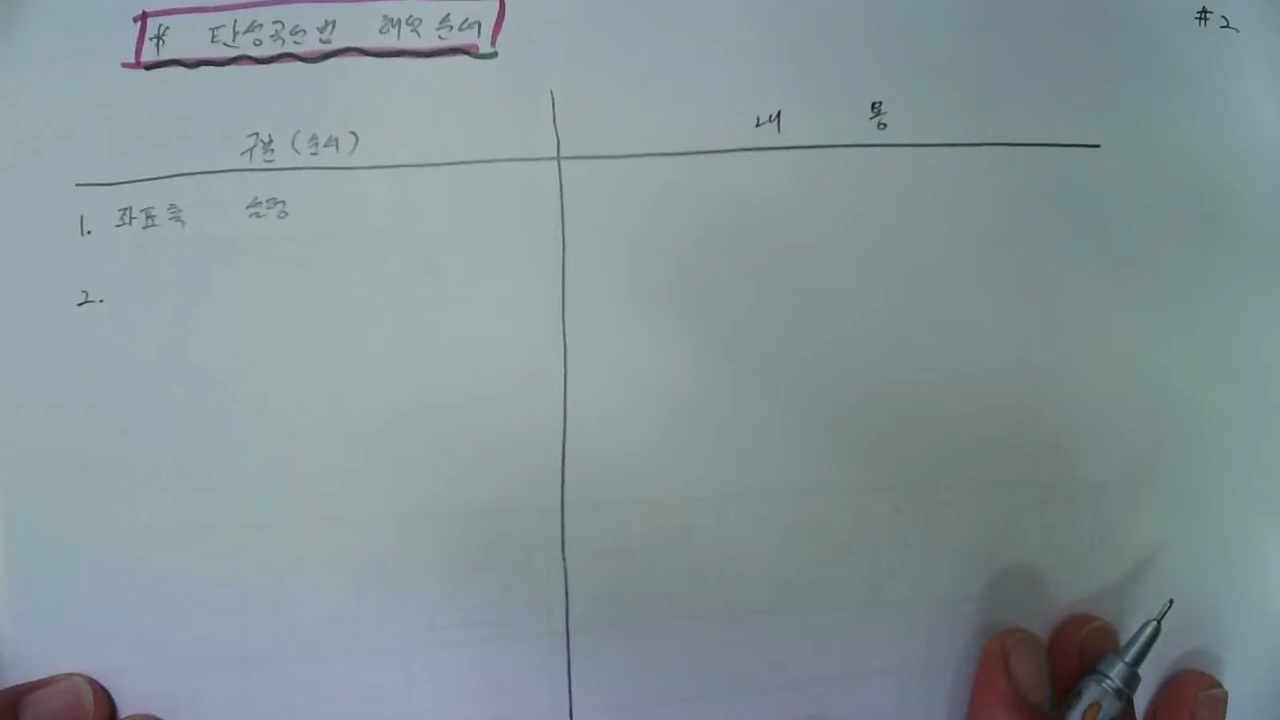 * 탄성곡선법 해석 순서
#2
구분 (순서)
내 용
1. 좌표축 설정
2.